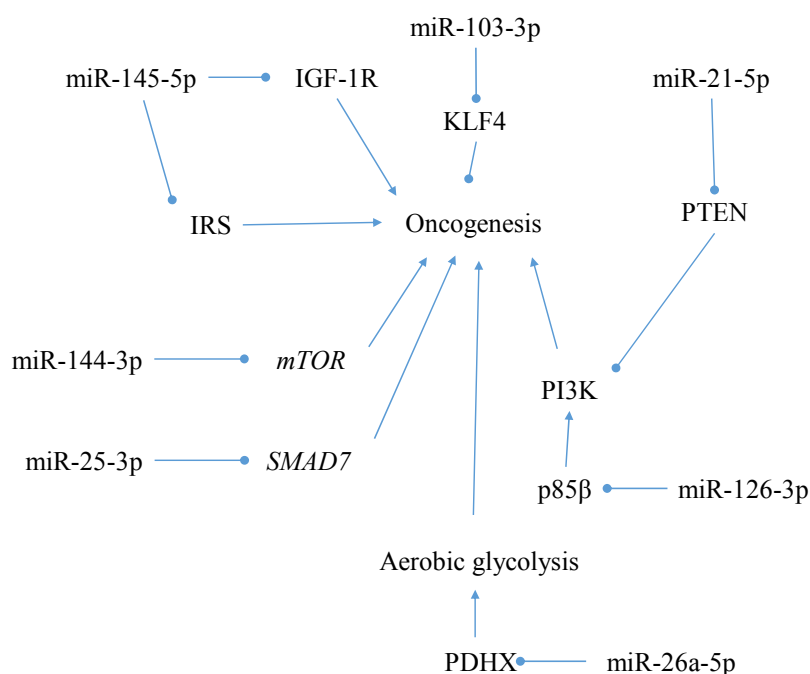 miR-103-3p
miR-145-5p
IGF-1R
miR-21-5p
KLF4
IRS
Oncogenesis
PTEN
miR-144-3p
mTOR
PI3K
miR-25-3p
SMAD7
p85β
miR-126-3p
Aerobic glycolysis
PDHX
miR-26a-5p